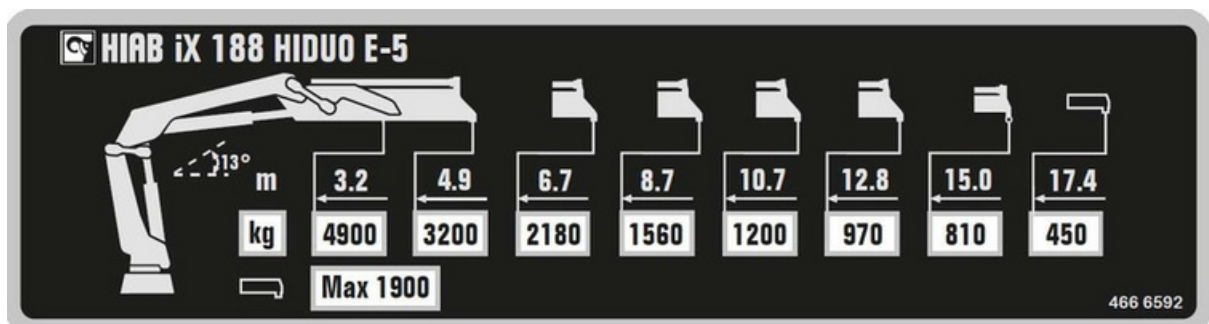 HIAB iX 188 HIDUO E-5
13°
m 3.2 4.9 6.7 8.7 10.7 12.8 15.0 17.4
kg 4900 3200 2180 1560 1200 970 810 450
Max 1900
466 6592